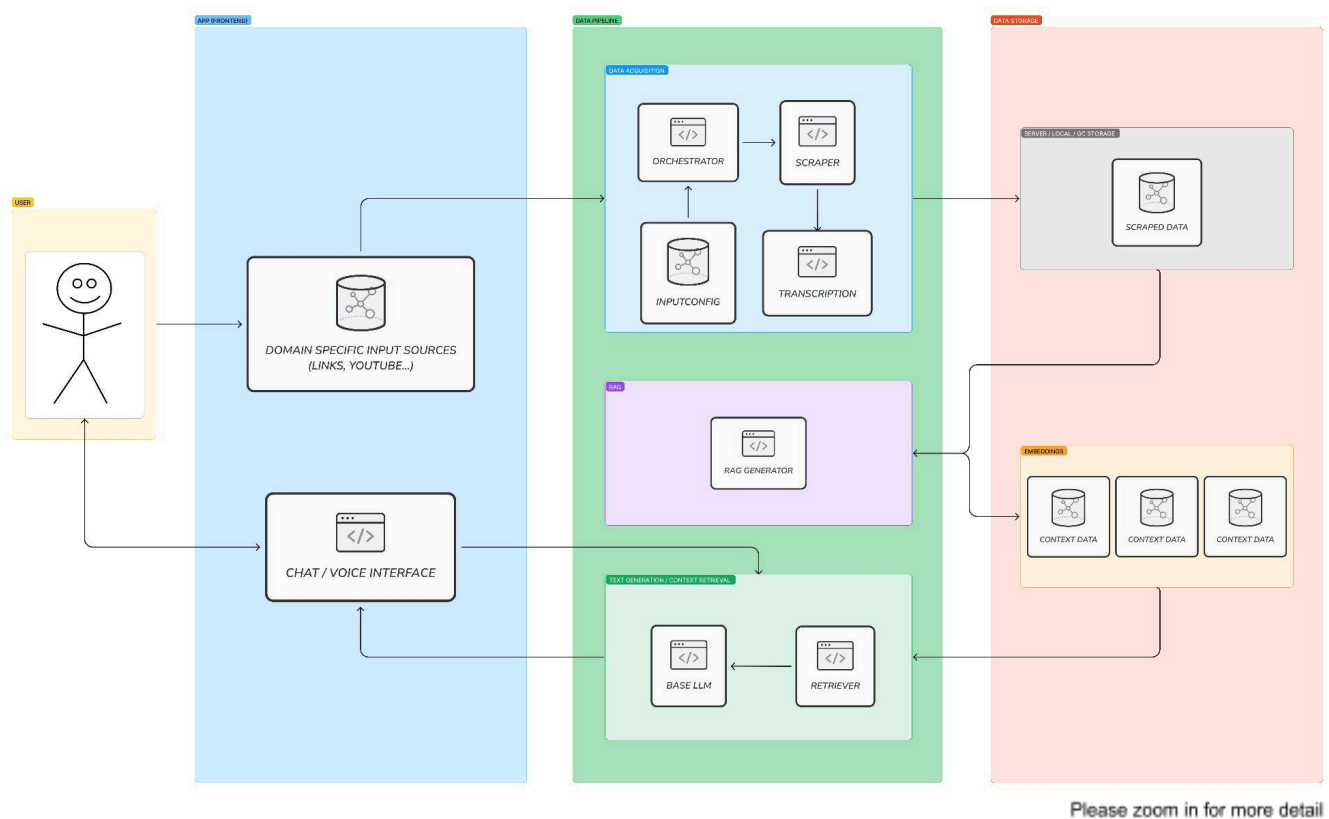 APP (FRONTEND)
DATA PIPELINE
DATA STORAGE
DATA ACQUISITION
ORCHESTRATOR
SCRAPER
INPUTCONFIG
TRANSCRIPTION
SERVER / LOCAL / GC STORAGE
SCRAPED DATA
USER
DOMAIN SPECIFIC INPUT SOURCES
(LINKS, YOUTUBE...)
RAG
RAG GENERATOR
EMBEDDINGS
CONTEXT DATA
CONTEXT DATA
CONTEXT DATA
CHAT / VOICE INTERFACE
TEXT GENERATION / CONTEXT RETRIEVAL
BASE LLM
RETRIEVER
Please zoom in for more detail